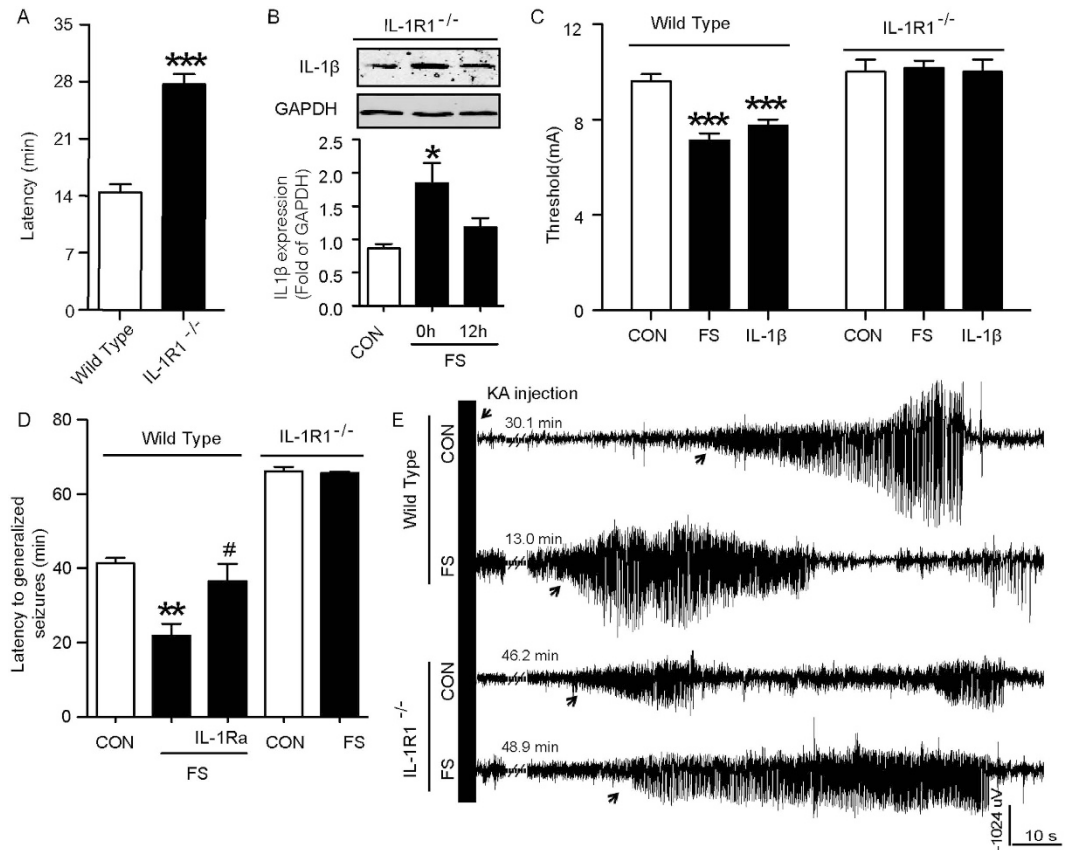 A
Latency (min)
35
28
21
14
7
0
***
Wild Type
IL-1R1 -/-
B
IL-1R1 -/-
IL-1β
GAPDH
IL1β expression
(Fold of GAPDH)
2.5
2.0
1.5
1.0
0.5
0.0
*
CON
0h
12h
FS
C
Wild Type
IL-1R1 -/-
Threshold(mA)
12
10
8
6
4
2
0
***
***
CON
FS
IL-1β
CON
FS
IL-1β
D
Wild Type
IL-1R1 -/-
Latency to generalized
seizures (min)
80
60
40
20
0
**
#
CON
IL-1Ra
FS
CON
FS
E
KA injection
Wild Type
CON
30.1 min
FS
13.0 min
IL-1R1 -/-
CON
46.2 min
FS
48.9 min
-1024 uV
10 s